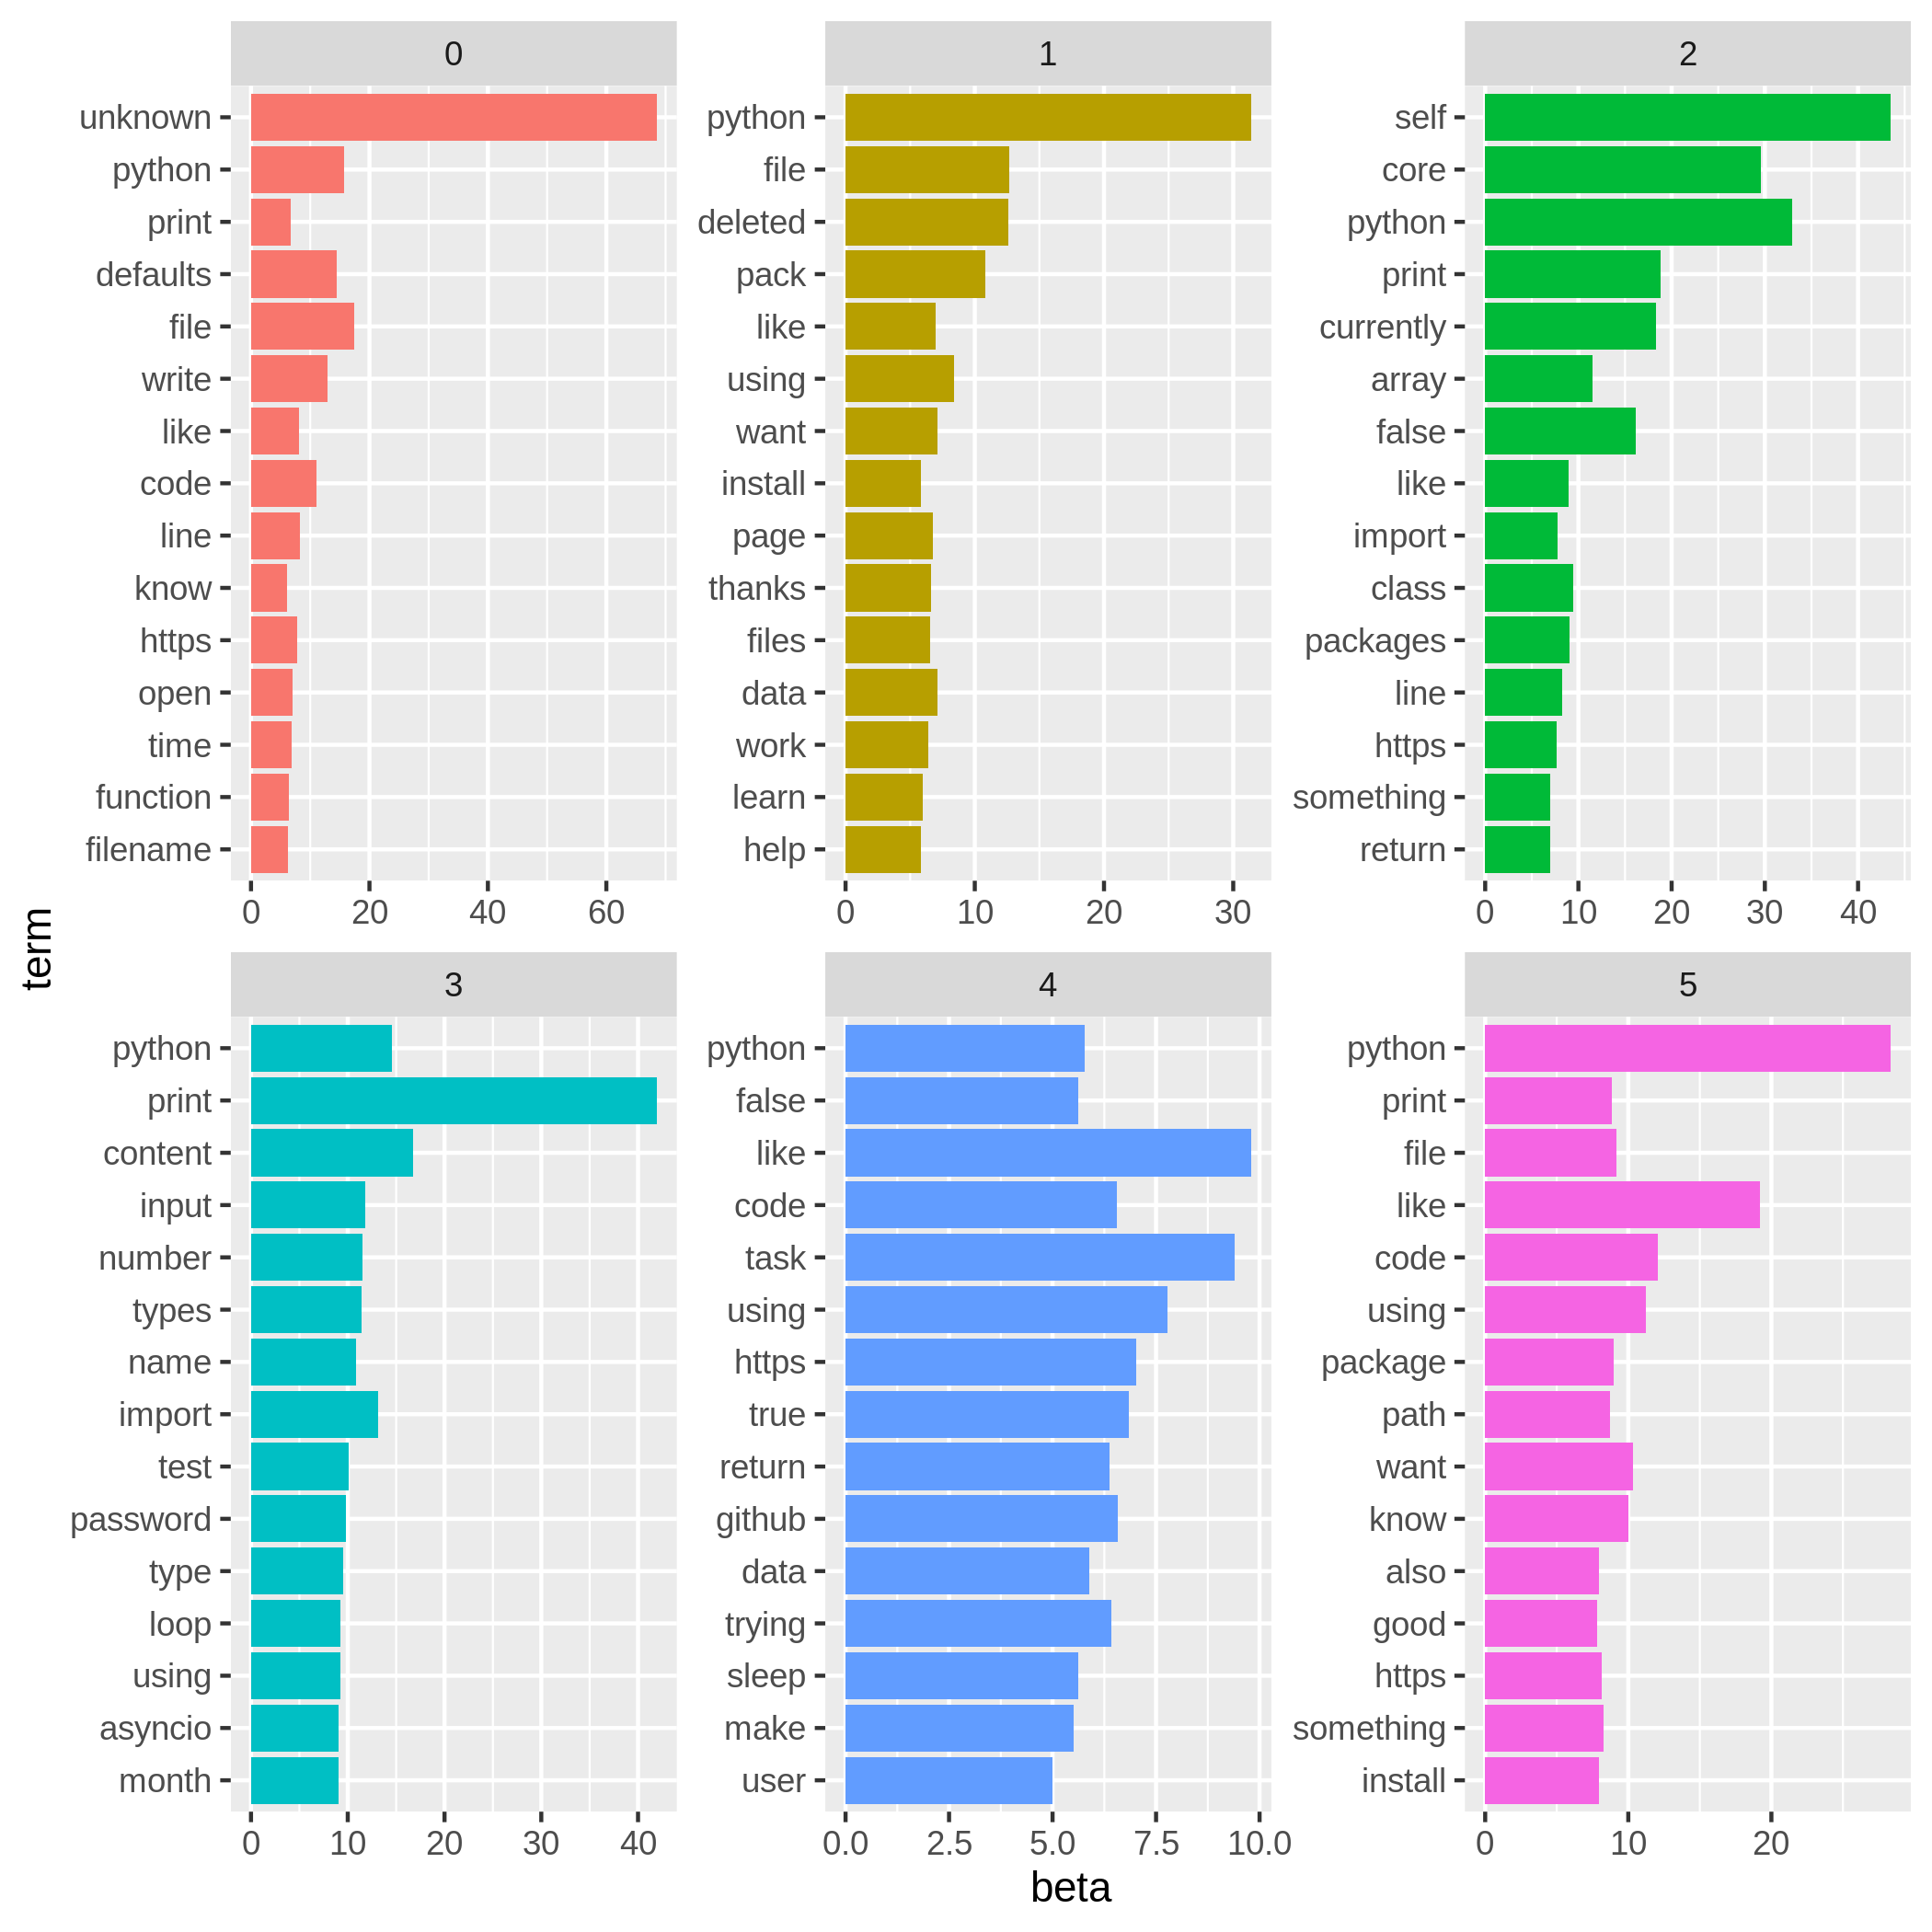 0
unknown
python
print
defaults
file
write
like
code
line
know
https
open
time
function
filename
0 20 40 60
1
python
file
deleted
pack
like
using
want
install
page
thanks
files
data
work
learn
help
0 10 20 30
2
self
core
python
print
currently
array
false
like
import
class
packages
line
https
something
return
0 10 20 30 40
term
3
python
print
content
input
number
types
name
import
test
password
type
loop
using
asyncio
month
0 10 20 30 40
4
python
false
like
code
task
using
https
true
return
github
data
trying
sleep
make
user
0.0 2.5 5.0 7.5 10.0
5
python
print
file
like
code
using
package
path
want
know
also
good
https
something
install
0 10 20
beta